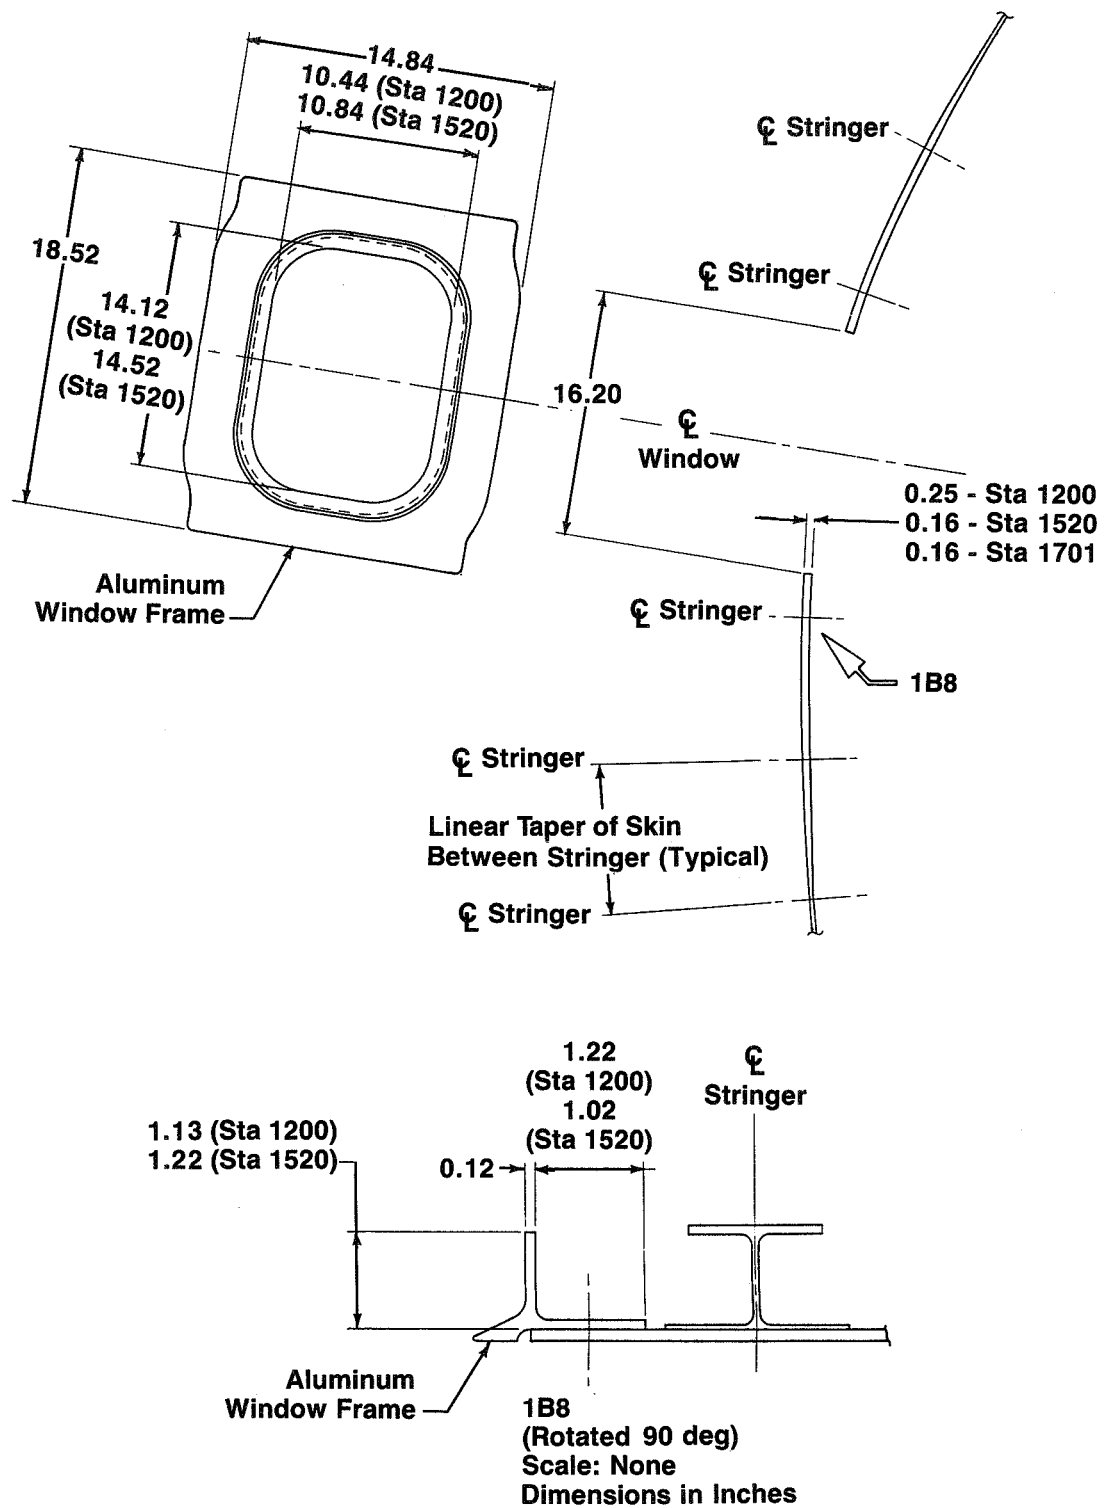 14.84
10.44 (Sta 1200)
10.84 (Sta 1520)
18.52
14.12
(Sta 1200)
14.52
(Sta 1520)
Aluminum
Window Frame
℄ Stringer
℄ Stringer
16.20
℄
Window
0.25 - Sta 1200
0.16 - Sta 1520
0.16 - Sta 1701
℄ Stringer
1B8
℄ Stringer
Linear Taper of Skin
Between Stringer (Typical)
℄ Stringer
1.22
(Sta 1200)
1.02
(Sta 1520)
℄
Stringer
1.13 (Sta 1200)
1.22 (Sta 1520)
0.12
Aluminum
Window Frame
1B8
(Rotated 90 deg)
Scale: None
Dimensions in Inches